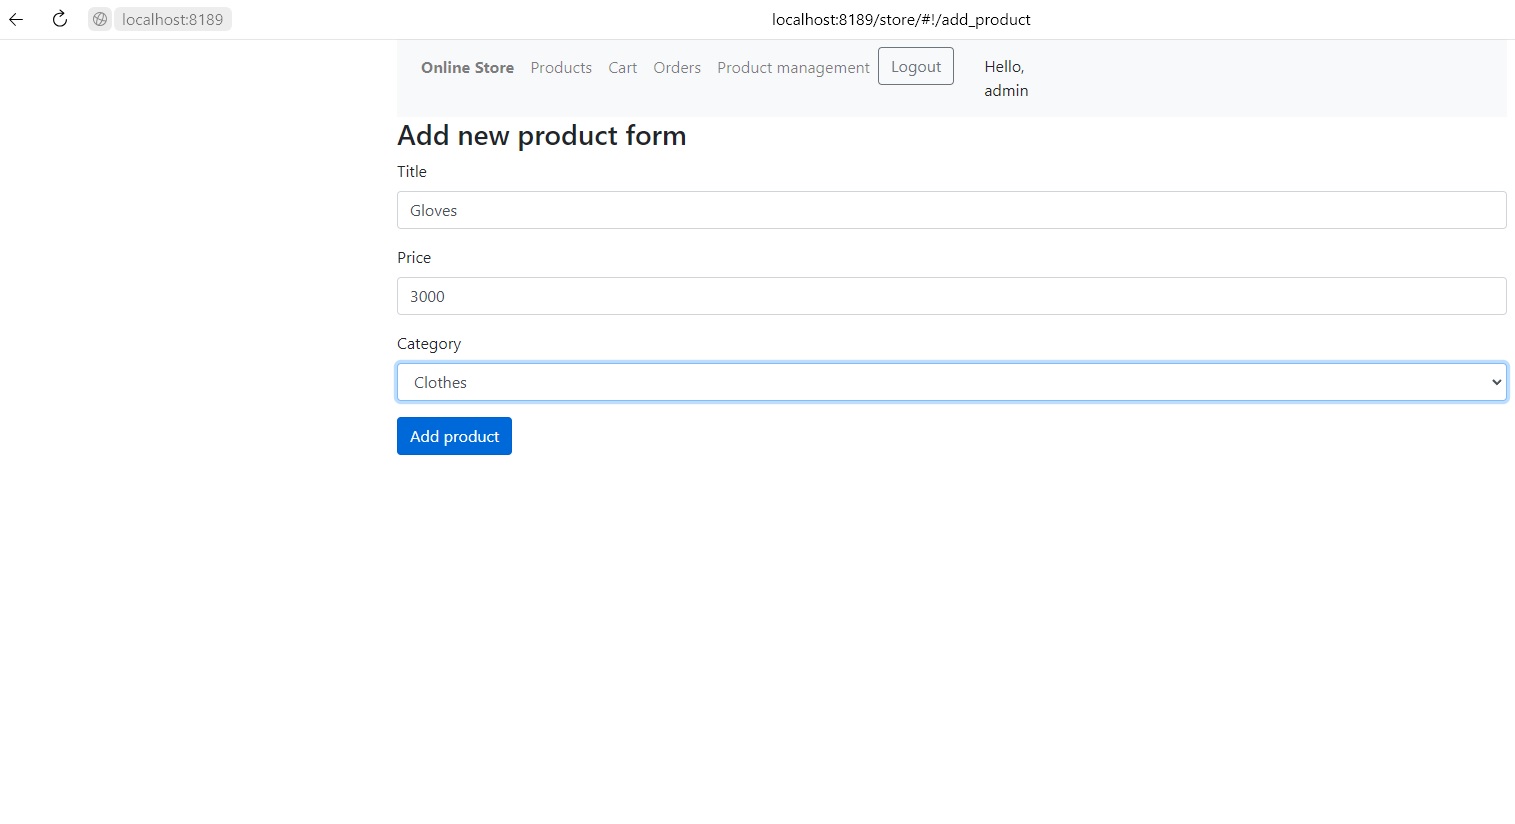 localhost:8189 localhost:8189/store/#!/add_product
Online Store Products Cart Orders Product management Logout Hello,
admin
Add new product form
Title
Gloves
Price
3000
Category
Clothes
Add product